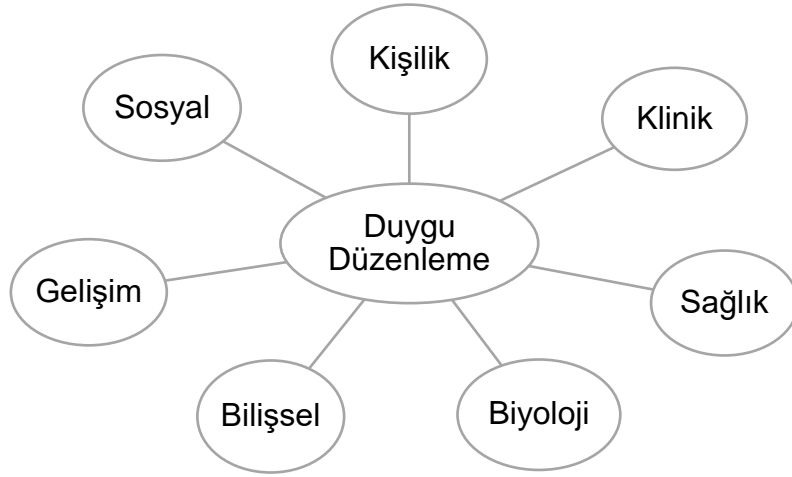 Kişilik
Sosyal
Klinik
Duygu
Düzenleme
Gelişim
Sağlık
Bilişsel
Biyoloji